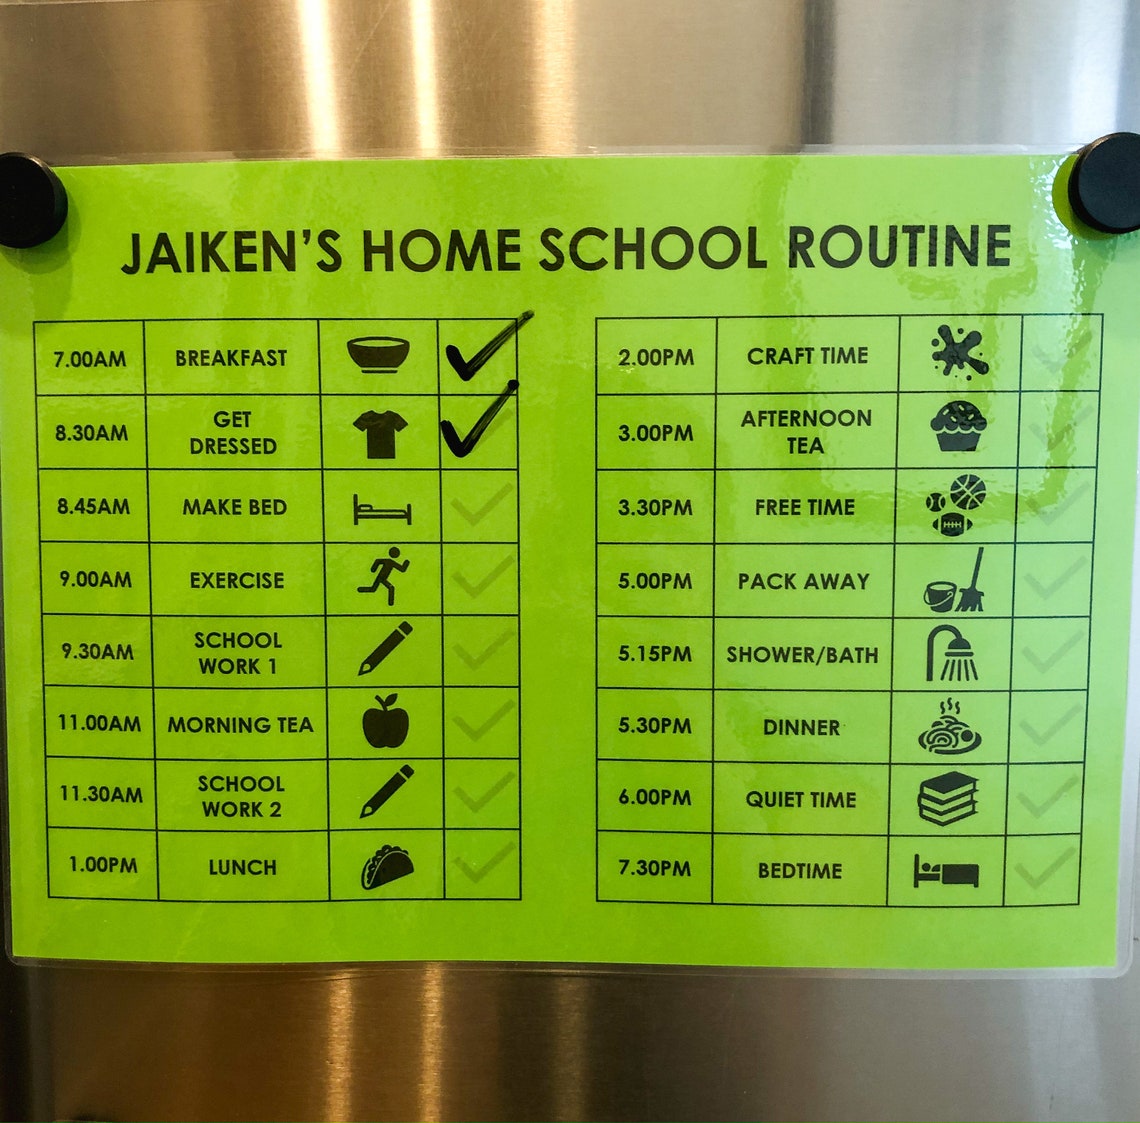 JAIKEN'S HOME SCHOOL ROUTINE
7.00AM BREAKFAST
8.30AM GET
DRESSED
8.45AM MAKE BED
9.00AM EXERCISE
9.30AM SCHOOL
WORK 1
11.00AM MORNING TEA
11.30AM SCHOOL
WORK 2
1.00PM LUNCH
2.00PM CRAFT TIME
3.00PM AFTERNOON
TEA
3.30PM FREE TIME
5.00PM PACK AWAY
5.15PM SHOWER/BATH
5.30PM DINNER
6.00PM QUIET TIME
7.30PM BEDTIME